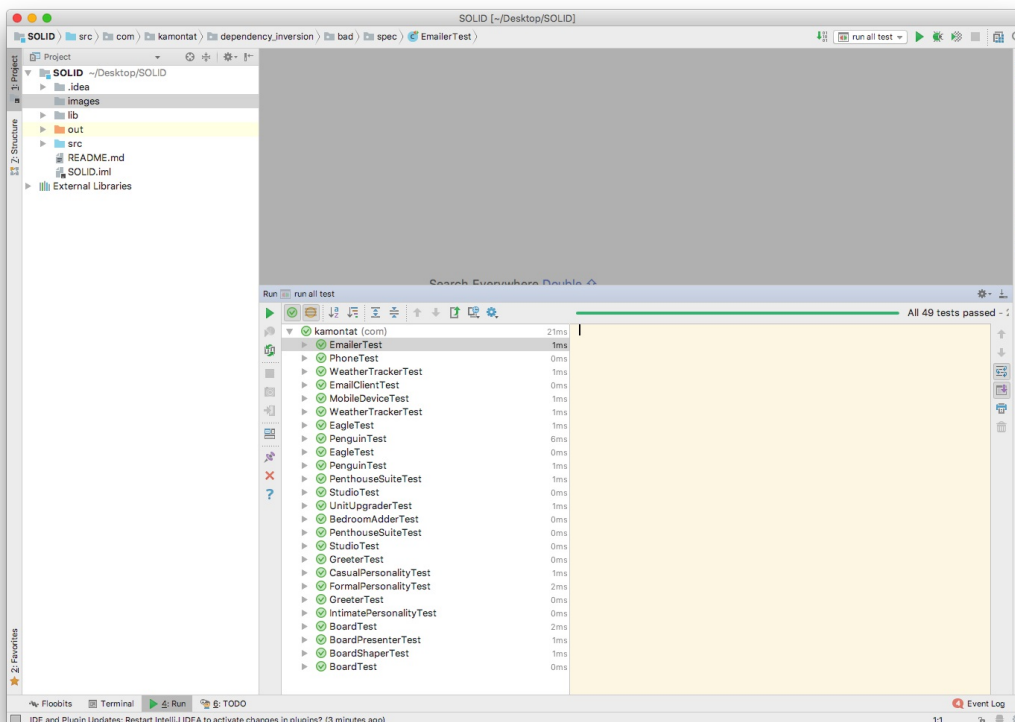 SOLID [~/Desktop/SOLID]
SOLID src com kamontat dependency_inversion bad spec EmailerTest run all test
1: Project
Project
SOLID ~/Desktop/SOLID
.idea
images
lib
out
src
README.md
SOLID.iml
External Libraries
Z: Structure
Search Everywhere Double
Run run all test
All 49 tests passed -
kamontat (com) 21ms
EmailerTest 1ms
PhoneTest 0ms
WeatherTrackerTest 1ms
EmailClientTest 0ms
MobileDeviceTest 1ms
WeatherTrackerTest 1ms
EagleTest 1ms
PenguinTest 6ms
EagleTest 0ms
PenguinTest 1ms
PenthouseSuiteTest 1ms
StudioTest 0ms
UnitUpgraderTest 1ms
BedroomAdderTest 0ms
PenthouseSuiteTest 0ms
StudioTest 0ms
GreeterTest 0ms
CasualPersonalityTest 1ms
FormalPersonalityTest 2ms
GreeterTest 0ms
IntimatePersonalityTest 0ms
BoardTest 2ms
BoardPresenterTest 1ms
BoardShaperTest 1ms
BoardTest 0ms
2: Favorites
Floobits Terminal 4: Run 6: TODO Event Log
IDE and Plugin Updates: Restart IntelliJ IDEA to activate changes in plugins? (3 minutes ago) 1:1